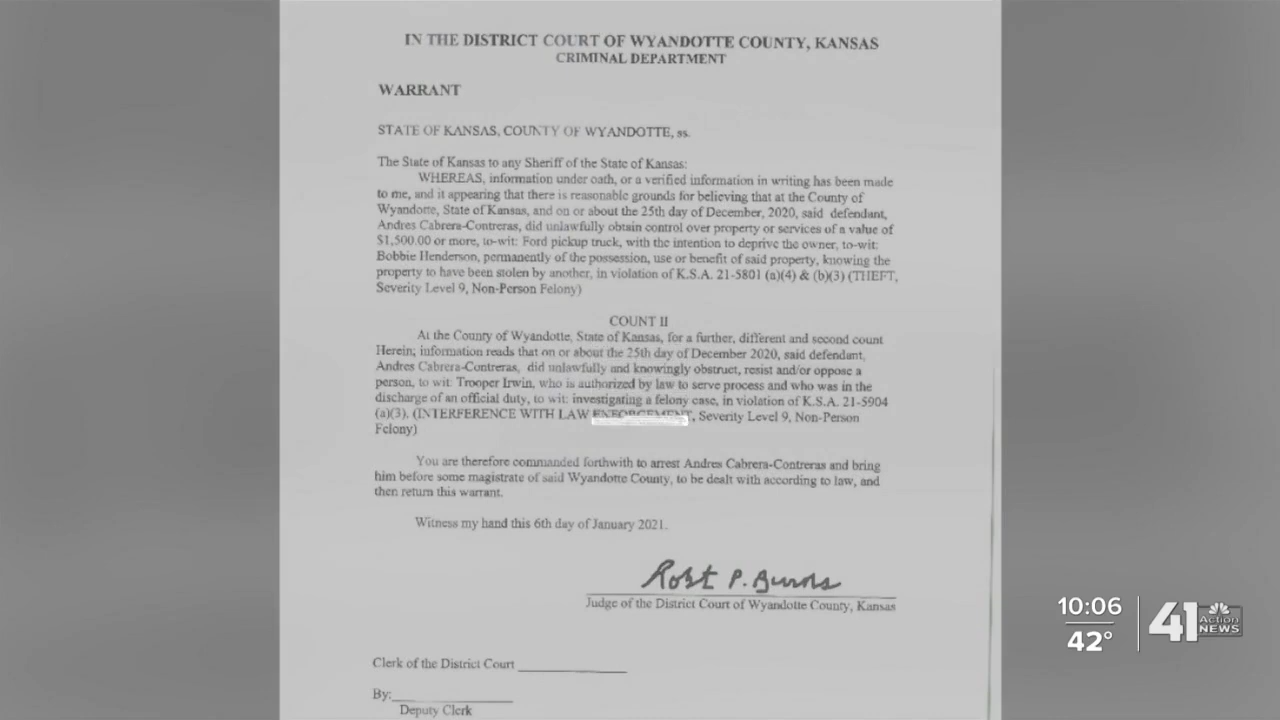 IN THE DISTRICT COURT OF WYANDOTTE COUNTY, KANSAS
CRIMINAL DEPARTMENT
WARRANT
STATE OF KANSAS, COUNTY OF WYANDOTTE, ss.
The State of Kansas to any Sheriff of the State of Kansas:
WHEREAS, information under oath, or a verified information in writing has been made
to me, and it appearing that there is reasonable grounds for believing that at the County of
Wyandotte, State of Kansas, and on or about the 25th day of December, 2020, said defendant,
Andres Cabrera-Contreras, did unlawfully obtain control over property or services of a value of
$1,500.00 or more, to-wit: Ford pickup truck, with the intention to deprive the owner, to-wit:
Bobbie Henderson, permanently of the possession, use or benefit of said property, knowing the
property to have been stolen by another, in violation of K.S.A. 21-5801 (a)(4) & (b)(3) (THEFT,
Severity Level 9, Non-Person Felony)
COUNT II
At the County of Wyandotte, State of Kansas, for a further, different and second count
Herein; information reads that on or about the 25th day of December 2020, said defendant,
Andres Cabrera-Contreras, did unlawfully and knowingly obstruct, resist and/or oppose a
person, to wit: Trooper Irwin, who is authorized by law to serve process and who was in the
discharge of an official duty, to wit: investigating a felony case, in violation of K.S.A. 21-5904
(a)(3). (INTERFERENCE WITH LAW ENFORCEMENT, Severity Level 9, Non-Person
Felony)
You are therefore commanded forthwith to arrest Andres Cabrera-Contreras and bring
him before some magistrate of said Wyandotte County, to be dealt with according to law, and
then return this warrant.
Witness my hand this 6th day of January 2021.
Robt P. Burns
Judge of the District Court of Wyandotte County, Kansas
Clerk of the District Court
By:
Deputy Clerk
10:06
42°
41 Action NEWS